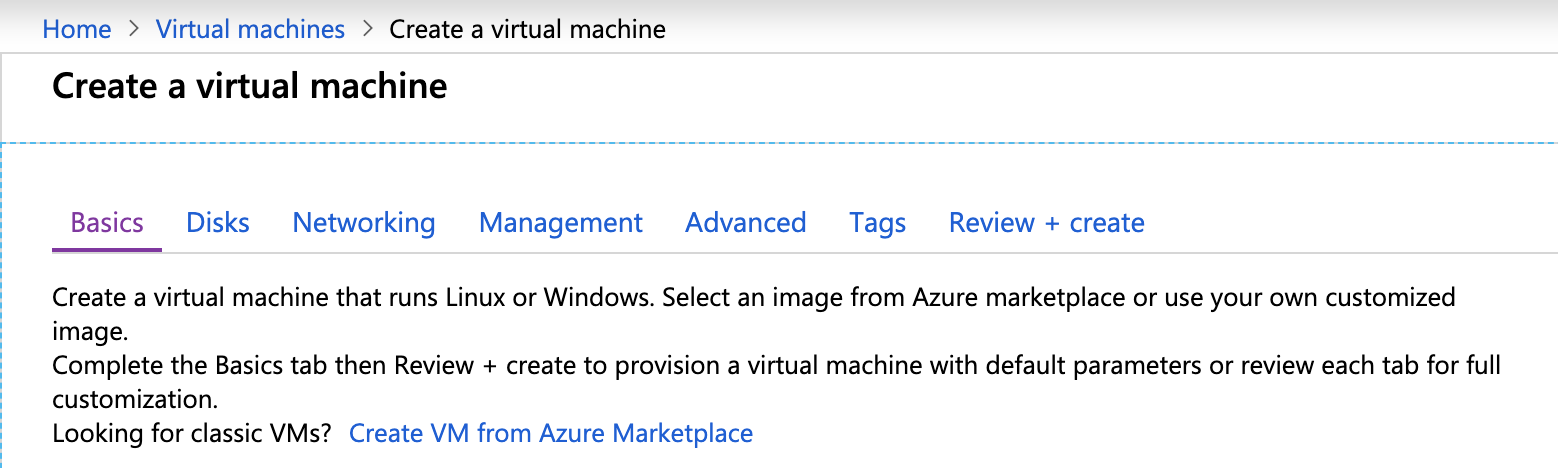 Home > Virtual machines > Create a virtual machine
Create a virtual machine
Basics Disks Networking Management Advanced Tags Review + create
Create a virtual machine that runs Linux or Windows. Select an image from Azure marketplace or use your own customized
image.
Complete the Basics tab then Review + create to provision a virtual machine with default parameters or review each tab for full
customization.
Looking for classic VMs? Create VM from Azure Marketplace